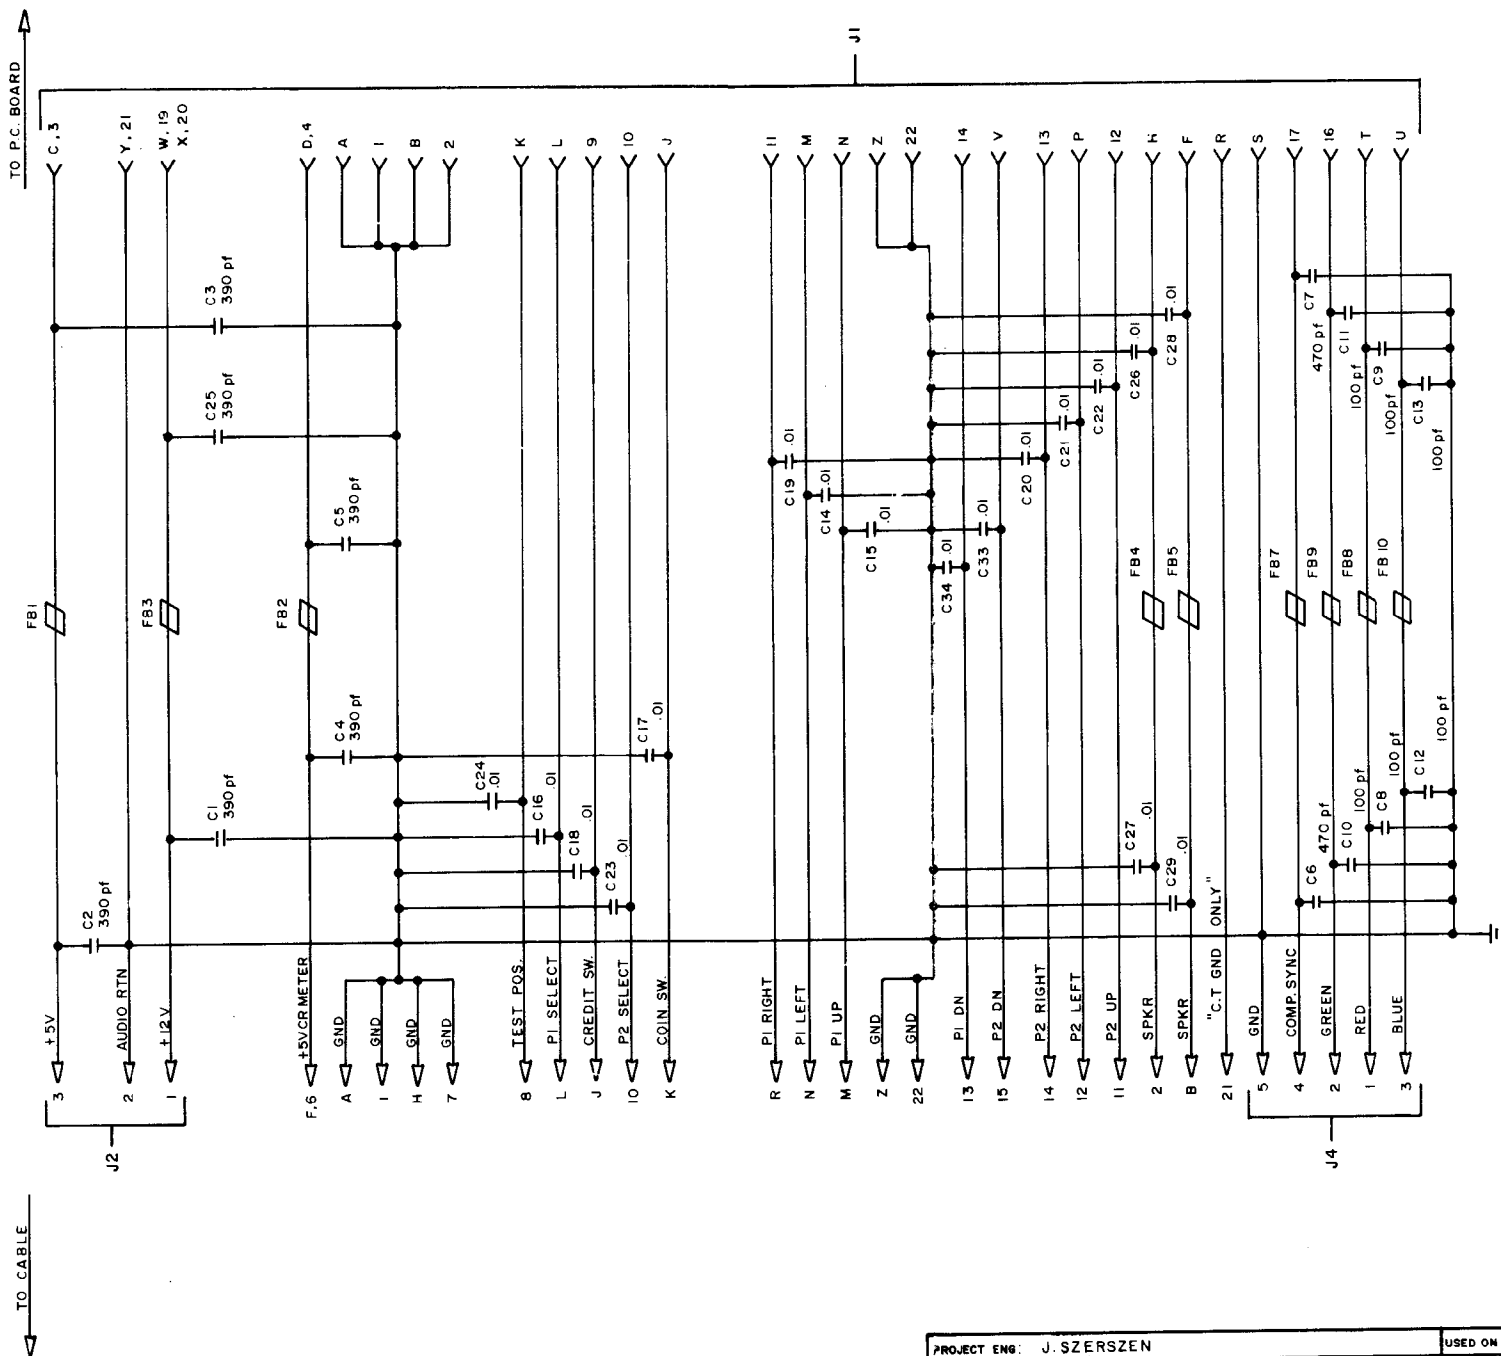 TO P.C. BOARD
J1
C,3
Y,21
W,19
X,20
D,4
A
1
B
2
K
L
9
10
J
11
M
N
Z
22
14
V
13
P
12
H
F
R
S
17
16
T
U
C3
390 pf
C25
390 pf
C5
390 pf
C28
.01
C26
.01
C22
.01
C21
.01
C20
.01
C19
.01
C14
.01
C15
.01
C33
.01
C34
.01
C7
470 pf
C11
100 pf
C9
100 pf
C13
100 pf
FB1
FB3
FB2
FB4
FB5
FB7
FB9
FB8
FB10
C4
390 pf
C17
.01
C24
.01
C16
.01
C18
.01
C23
.01
C1
390 pf
C2
390 pf
C27
.01
C29
.01
C6
470 pf
C10
100 pf
C8
100 pf
C12
100 pf
+5V
AUDIO RTN
+12V
+5VCRMETER
GND
GND
GND
GND
TEST POS.
P1 SELECT
CREDIT SW.
P2 SELECT
COIN SW.
P1 RIGHT
P1 LEFT
P1 UP
GND
GND
P1 DN
P2 DN
P2 RIGHT
P2 LEFT
P2 UP
SPKR
SPKR
"C.T GND ONLY"
GND
COMP. SYNC
GREEN
RED
BLUE
3
2
1
F,6
A
1
H
7
8
L
J
10
K
R
N
M
Z
22
13
15
14
12
11
2
B
21
5
4
2
1
3
J2
J4
TO CABLE
PROJECT ENG: J. SZERSZEN
USED ON